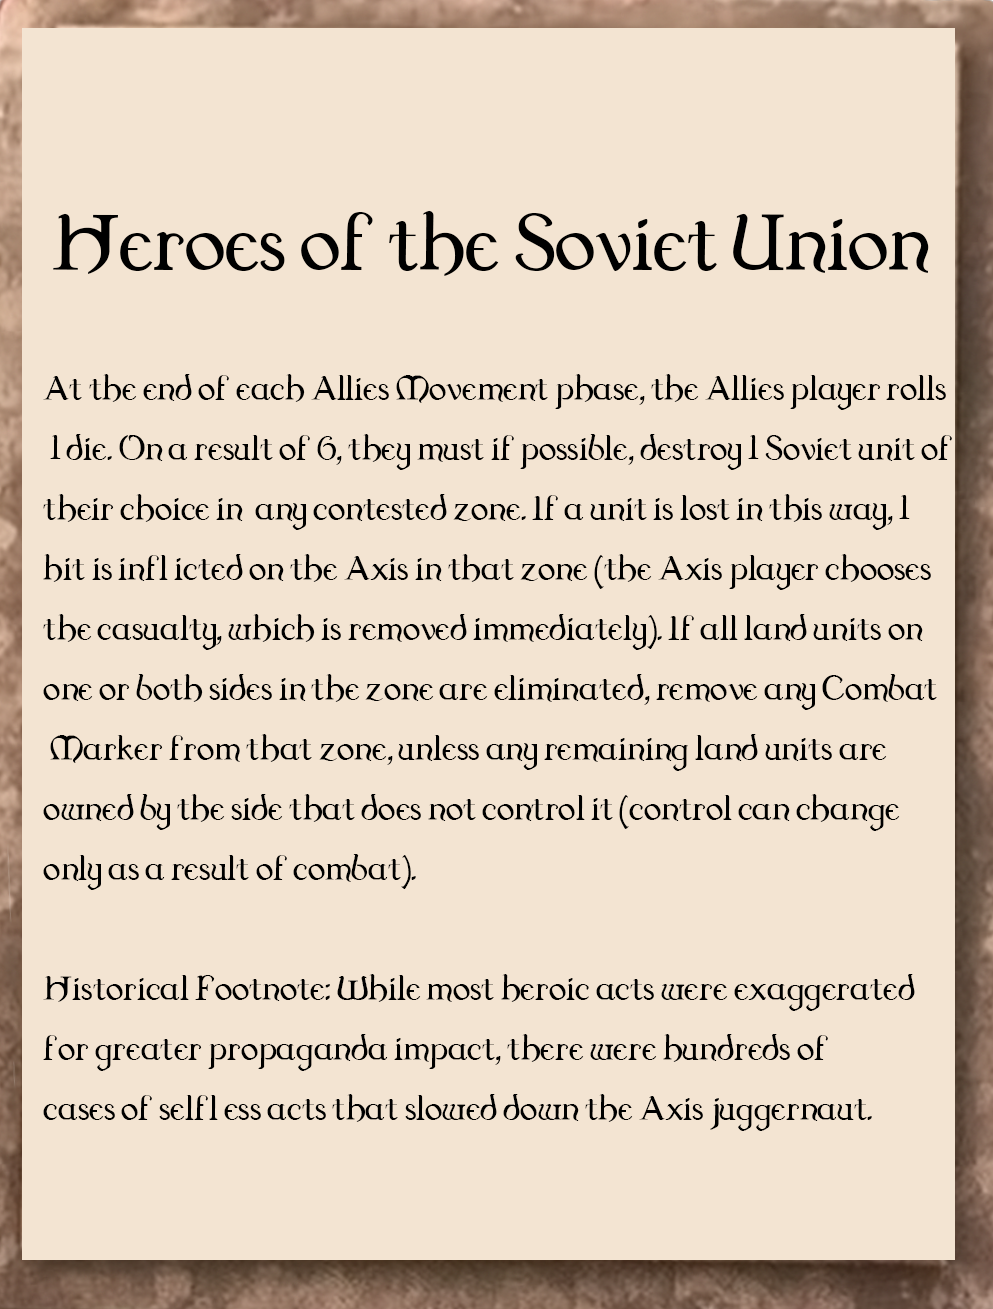 Heroes of the Soviet Union
At the end of each Allies Movement phase, the Allies player rolls
1 die. On a result of 6, they must if possible, destroy 1 Soviet unit of
their choice in any contested zone. If a unit is lost in this way, 1
hit is infl icted on the Axis in that zone (the Axis player chooses
the casualty, which is removed immediately). If all land units on
one or both sides in the zone are eliminated, remove any Combat
Marker from that zone, unless any remaining land units are
owned by the side that does not control it (control can change
only as a result of combat).
Historical Footnote: While most heroic acts were exaggerated
for greater propaganda impact, there were hundreds of
cases of selfl ess acts that slowed down the Axis juggernaut.